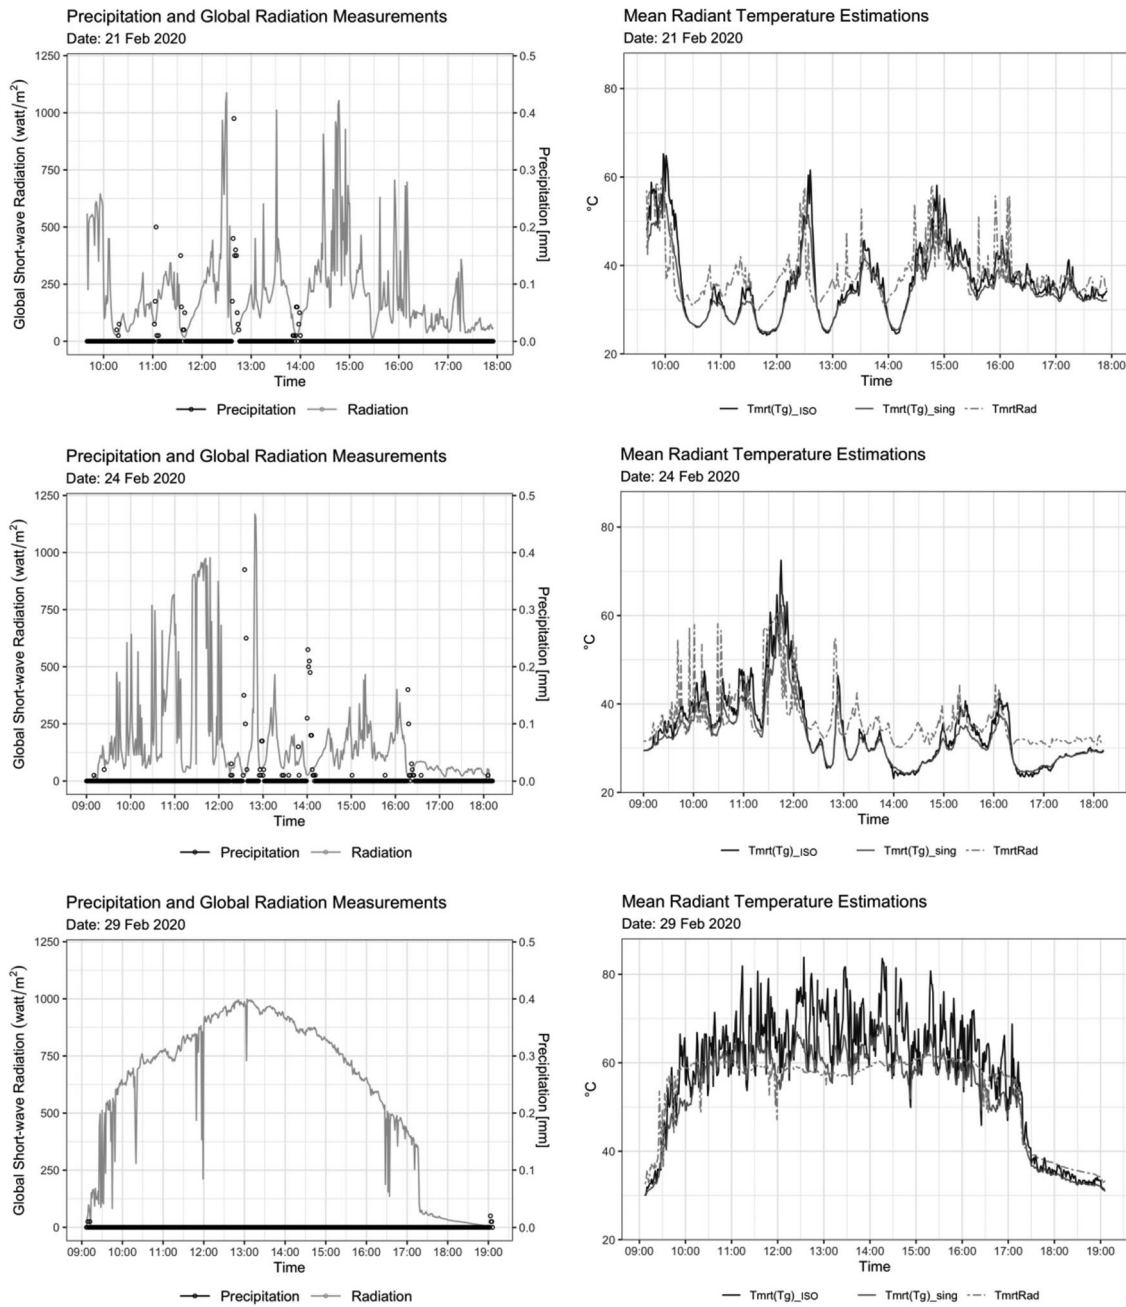 Precipitation and Global Radiation Measurements
Date: 21 Feb 2020
1250
1000
750
500
250
0
0.5
0.4
0.3
0.2
0.1
0.0
Global Short-wave Radiation (watt/m²)
Precipitation [mm]
10:00 11:00 12:00 13:00 14:00 15:00 16:00 17:00 18:00
Time
Precipitation Radiation
Mean Radiant Temperature Estimations
Date: 21 Feb 2020
80
60
40
20
°C
10:00 11:00 12:00 13:00 14:00 15:00 16:00 17:00 18:00
Time
Tmrt(Tg)_ISO Tmrt(Tg)_sing TmrtRad
Precipitation and Global Radiation Measurements
Date: 24 Feb 2020
1250
1000
750
500
250
0
0.5
0.4
0.3
0.2
0.1
0.0
Global Short-wave Radiation (watt/m²)
Precipitation [mm]
09:00 10:00 11:00 12:00 13:00 14:00 15:00 16:00 17:00 18:00
Time
Precipitation Radiation
Mean Radiant Temperature Estimations
Date: 24 Feb 2020
80
60
40
20
°C
09:00 10:00 11:00 12:00 13:00 14:00 15:00 16:00 17:00 18:00
Time
Tmrt(Tg)_ISO Tmrt(Tg)_sing TmrtRad
Precipitation and Global Radiation Measurements
Date: 29 Feb 2020
1250
1000
750
500
250
0
0.5
0.4
0.3
0.2
0.1
0.0
Global Short-wave Radiation (watt/m²)
Precipitation [mm]
09:00 10:00 11:00 12:00 13:00 14:00 15:00 16:00 17:00 18:00 19:00
Time
Precipitation Radiation
Mean Radiant Temperature Estimations
Date: 29 Feb 2020
80
60
40
20
°C
09:00 10:00 11:00 12:00 13:00 14:00 15:00 16:00 17:00 18:00 19:00
Time
Tmrt(Tg)_ISO Tmrt(Tg)_sing TmrtRad